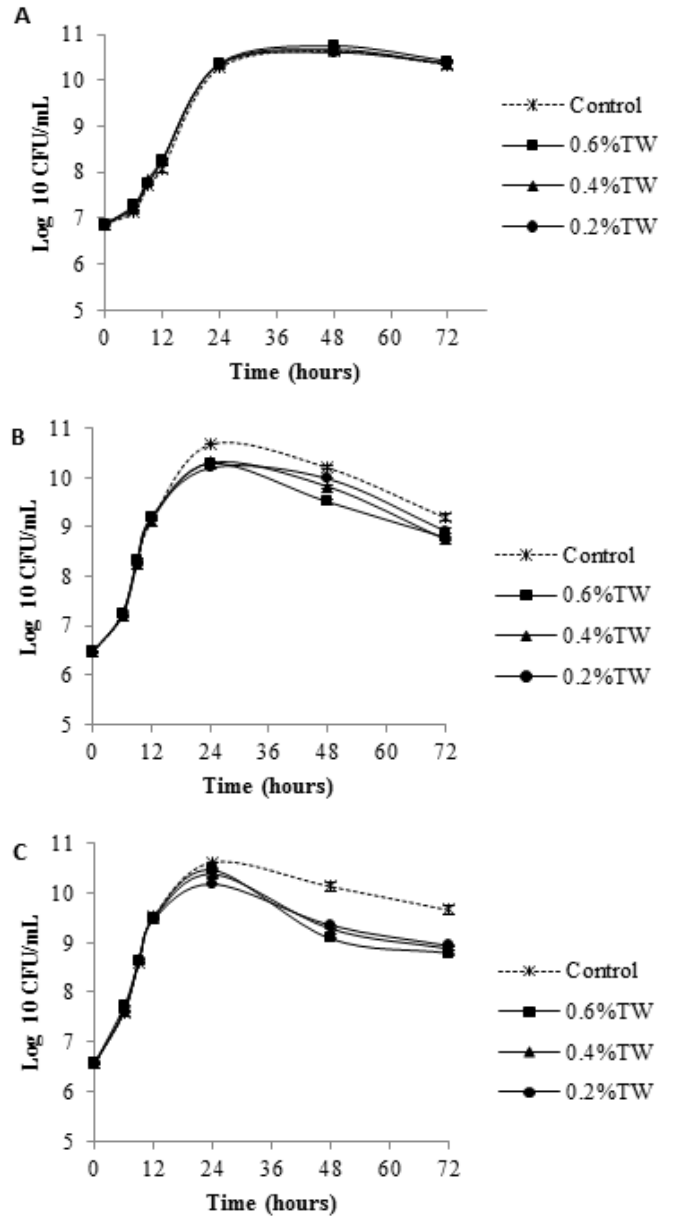 A
11
10
9
8
7
6
5
Log 10 CFU/mL
0 12 24 36 48 60 72
Time (hours)
Control
0.6%TW
0.4%TW
0.2%TW
B
11
10
9
8
7
6
5
Log 10 CFU/mL
0 12 24 36 48 60 72
Time (hours)
Control
0.6%TW
0.4%TW
0.2%TW
C
11
10
9
8
7
6
5
Log 10 CFU/mL
0 12 24 36 48 60 72
Time (hours)
Control
0.6%TW
0.4%TW
0.2%TW